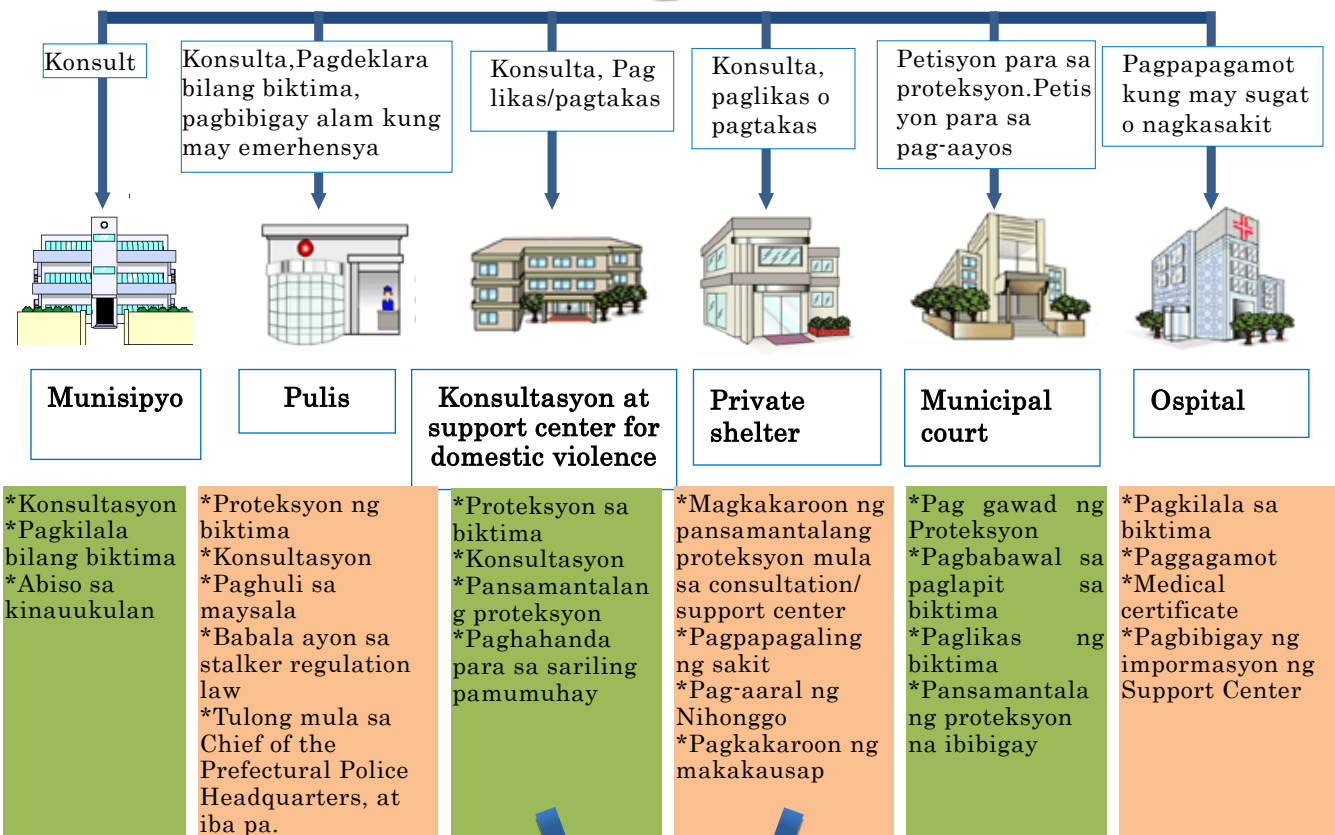 Konsult
Konsulta,Pagdeklara
bilang biktima,
pagbibigay alam kung
may emerhensya
Konsulta, Pag
likas/pagtakas
Konsulta,
paglikas o
pagtakas
Petisyon para sa
proteksyon.Petis
yon para sa
pag-aayos
Pagpapagamot
kung may sugat
o nagkasakit
Munisipyo
Pulis
Konsultasyon at
support center for
domestic violence
Private
shelter
Municipal
court
Ospital
*Konsultasyon
*Pagkilala
bilang biktima
*Abiso sa
kinauukulan
*Proteksyon ng
biktima
*Konsultasyon
*Paghuli sa
maysala
*Babala ayon sa
stalker regulation
law
*Tulong mula sa
Chief of the
Prefectural Police
Headquarters, at
iba pa.
*Proteksyon sa
biktima
*Konsultasyon
*Pansamantalan
g proteksyon
*Paghahanda
para sa sariling
pamumuhay
*Magkakaroon ng
pansamantalang
proteksyon mula
sa consultation/
support center
*Pagpapagaling
ng sakit
*Pag-aaral ng
Nihonggo
*Pagkakaroon ng
makakausap
*Pag gawad ng
Proteksyon
*Pagbabawal sa
paglapit sa
biktima
*Paglikas ng
biktima
*Pansamantala
ng proteksyon
na ibibigay
*Pagkilala sa
biktima
*Paggagamot
*Medical
certificate
*Pagbibigay ng
impormasyon ng
Support Center